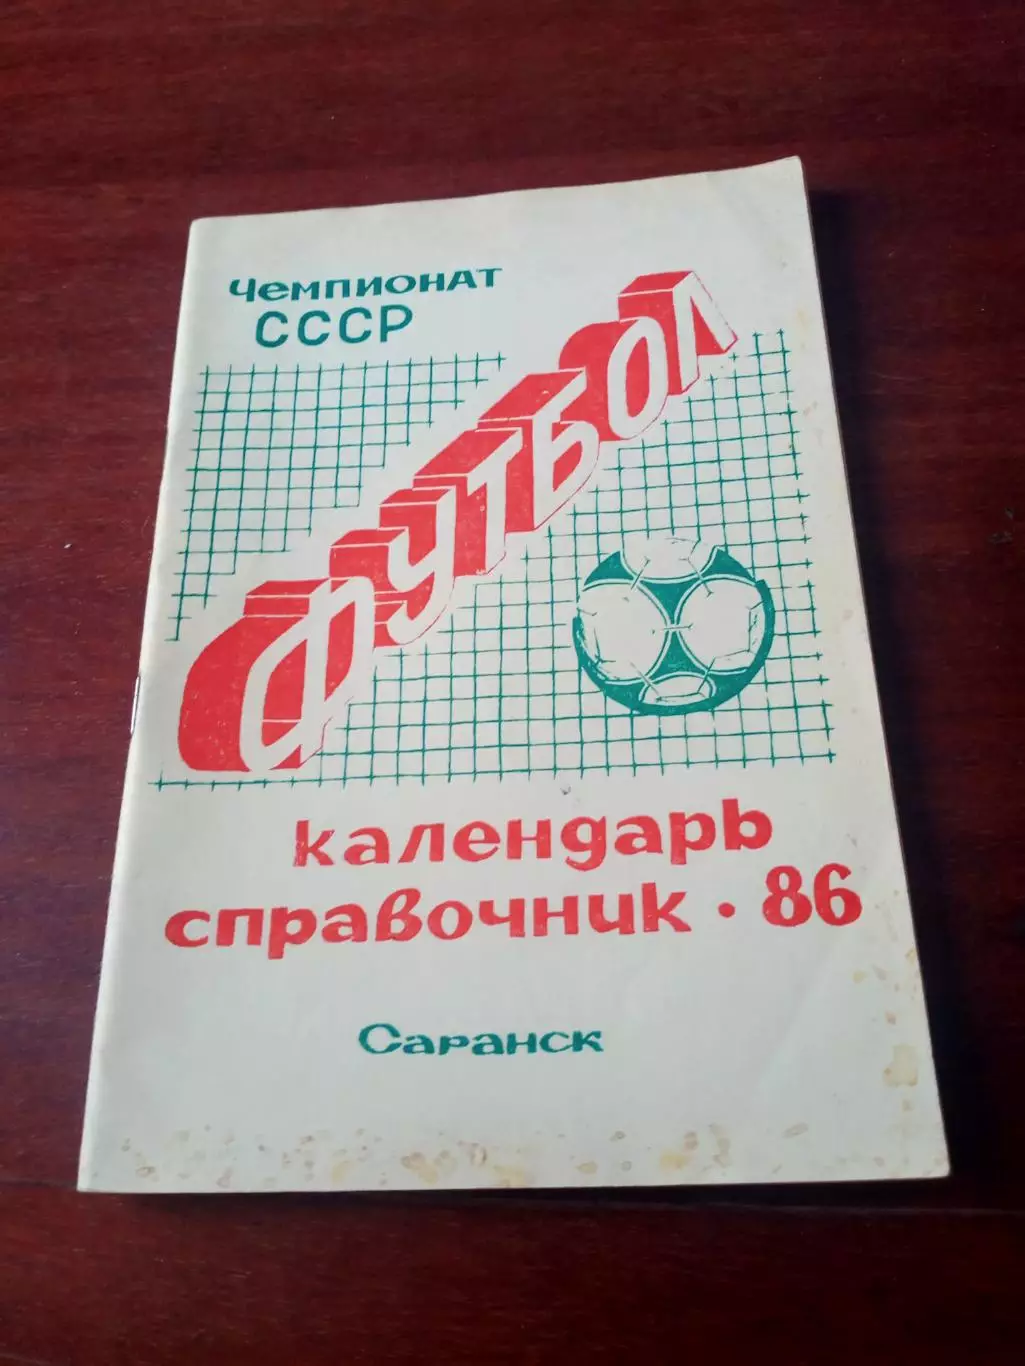 Чемпионат
СССР
ФУТБОЛ
календарь
справочник • 86
Саранск